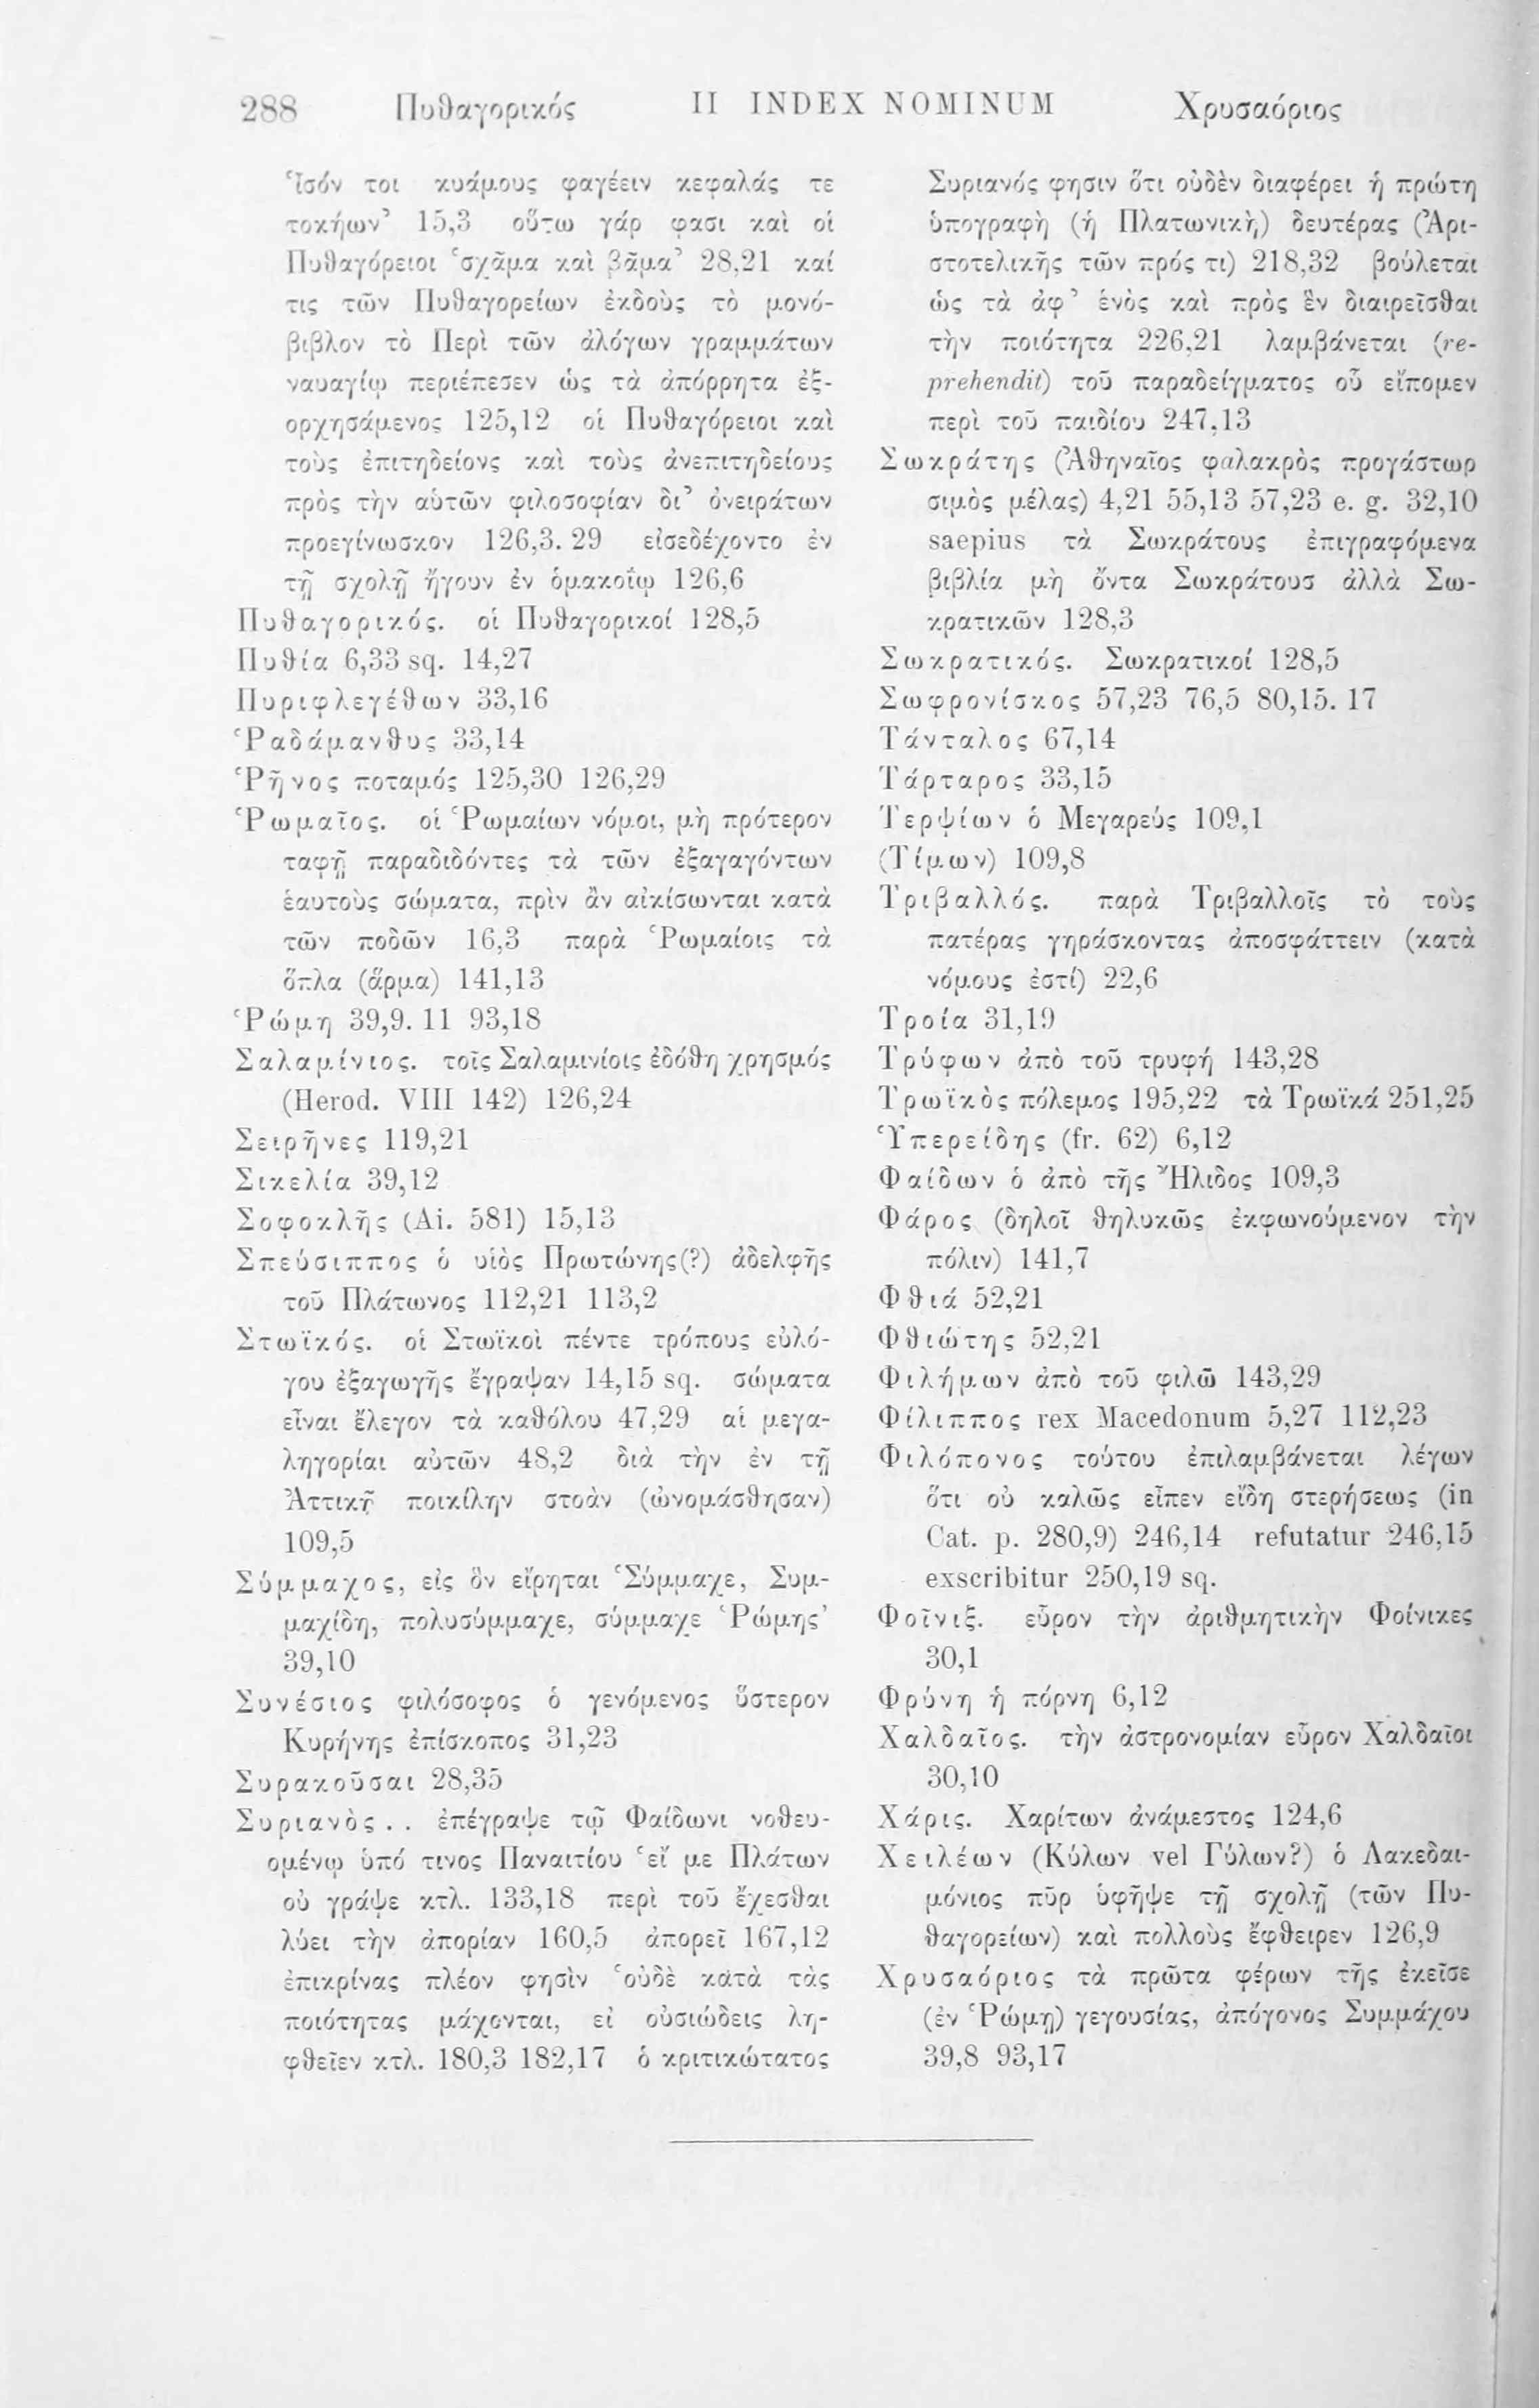 288 Πυθαγορικός II INDEX NOMINUM Χρυσαόριος
‘ἶσόν τοι κυάμους φαγέειν κεφαλάς τε
τοκήων’ 15,3 οὕτω γάρ φασι καὶ οἱ
Πυθαγόρειοι ‘σχᾶμα καὶ βᾶμα’ 28,21 καί
τις τῶν Πυθαγορείων ἐκδοὺς τὸ μονό-
βιβλον τὸ Περὶ τῶν ἀλόγων γραμμάτων
ναυαγίῳ περιέπεσεν ὡς τὰ ἀπόρρητα ἐξ-
ορχησάμενος 125,12 οἱ Πυθαγόρειοι καὶ
τοὺς ἐπιτηδείονς καὶ τοὺς ἀνεπιτηδείους
πρὸς τὴν αὑτῶν φιλοσοφίαν δι’ ὀνειράτων
προεγίνωσκον 126,3. 29 εἰσεδέχοντο ἐν
τῇ σχολῇ ἤγουν ἐν ὁμακοΐῳ 126,6
Πυθαγορικός. οἱ Πυθαγορικοί 128,5
Πυθία 6,33 sq. 14,27
Πυριφλεγέθων 33,16
Ῥαδάμανθυς 33,14
Ῥῆνος ποταμός 125,30 126,29
Ῥωμαῖος. οἱ Ῥωμαίων νόμοι, μὴ πρότερον
ταφῇ παραδιδόντες τὰ τῶν ἐξαγαγόντων
ἑαυτοὺς σώματα, πρὶν ἂν αἰκίσωνται κατὰ
τῶν ποδῶν 16,3 παρὰ Ῥωμαίοις τὰ
ὅπλα (ἅρμα) 141,13
Ῥώμη 39,9. 11 93,18
Σαλαμίνιος. τοῖς Σαλαμινίοις ἐδόθη χρησμός
(Herod. VIII 142) 126,24
Σειρῆνες 119,21
Σικελία 39,12
Σοφοκλῆς (Ai. 581) 15,13
Σπεύσιππος ὁ υἱὸς Πρωτώνης(?) ἀδελφῆς
τοῦ Πλάτωνος 112,21 113,2
Στωϊκός. οἱ Στωϊκοὶ πέντε τρόπους εὐλό-
γου ἐξαγωγῆς ἔγραψαν 14,15 sq. σώματα
εἶναι ἔλεγον τὰ καθόλου 47,29 αἱ μεγα-
ληγορίαι αὐτῶν 48,2 διὰ τὴν ἐν τῇ
Ἀττικῇ ποικίλην στοὰν (ὠνομάσθησαν)
109,5
Σύμμαχος, εἰς ὃν εἴρηται ‘Σύμμαχε, Συμ-
μαχίδη, πολυσύμμαχε, σύμμαχε Ῥώμης’
39,10
Συνέσιος φιλόσοφος ὁ γενόμενος ὕστερον
Κυρήνης ἐπίσκοπος 31,23
Συρακοῦσαι 28,35
Συριανὸς . . ἐπέγραψε τῷ Φαίδωνι νοθευ-
ομένῳ ὑπό τινος Παναιτίου ‘εἴ με Πλάτων
οὐ γράψε κτλ. 133,18 περὶ τοῦ ἔχεσθαι
λύει τὴν ἀπορίαν 160,5 ἀπορεῖ 167,12
ἐπικρίνας πλέον φησὶν ‘οὐδὲ κατὰ τὰς
ποιότητας μάχονται, εἰ οὐσιώδεις λη-
φθεῖεν κτλ. 180,3 182,17 ὁ κριτικώτατος
Συριανός φησιν ὅτι οὐδὲν διαφέρει ἡ πρώτη
ὑπογραφὴ (ἡ Πλατωνικὴ) δευτέρας (Ἀρι-
στοτελικῆς τῶν πρός τι) 218,32 βούλεται
ὡς τὰ ἀφ’ ἑνὸς καὶ πρὸς ἓν διαιρεῖσθαι
τὴν ποιότητα 226,21 λαμβάνεται (re-
prehendit) τοῦ παραδείγματος οὗ εἴπομεν
περὶ τοῦ παιδίου 247,13
Σωκράτης (Ἀθηναῖος φαλακρὸς προγάστωρ
σιμὸς μέλας) 4,21 55,13 57,23 e. g. 32,10
saepius τὰ Σωκράτους ἐπιγραφόμενα
βιβλία μὴ ὄντα Σωκράτουσ ἀλλὰ Σω-
κρατικῶν 128,3
Σωκρατικός. Σωκρατικοί 128,5
Σωφρονίσκος 57,23 76,5 80,15. 17
Τάνταλος 67,14
Τάρταρος 33,15
Τερψίων ὁ Μεγαρεύς 109,1
(Τίμων) 109,8
Τριβαλλός. παρὰ Τριβαλλοῖς τὸ τοὺς
πατέρας γηράσκοντας ἀποσφάττειν (κατὰ
νόμους ἐστί) 22,6
Τροία 31,19
Τρύφων ἀπὸ τοῦ τρυφή 143,28
Τρωϊκὸς πόλεμος 195,22 τὰ Τρωϊκά 251,25
Ὑπερείδης (fr. 62) 6,12
Φαίδων ὁ ἀπὸ τῆς Ἤλιδος 109,3
Φάρος (δηλοῖ θηλυκῶς ἐκφωνούμενον τὴν
πόλιν) 141,7
Φθιά 52,21
Φθιώτης 52,21
Φιλήμων ἀπὸ τοῦ φιλῶ 143,29
Φίλιππος rex Macedonum 5,27 112,23
Φιλόπονος τούτου ἐπιλαμβάνεται λέγων
ὅτι οὐ καλῶς εἶπεν εἴδη στερήσεως (in
Cat. p. 280,9) 246,14 refutatur 246,15
exscribitur 250,19 sq.
Φοῖνιξ. εὗρον τὴν ἀριθμητικὴν Φοίνικες
30,1
Φρύνη ἡ πόρνη 6,12
Χαλδαῖος. τὴν ἀστρονομίαν εὗρον Χαλδαῖοι
30,10
Χάρις. Χαρίτων ἀνάμεστος 124,6
Χειλέων (Κύλων vel Γύλων?) ὁ Λακεδαι-
μόνιος πῦρ ὑφῆψε τῇ σχολῇ (τῶν Πυ-
θαγορείων) καὶ πολλοὺς ἔφθειρεν 126,9
Χρυσαόριος τὰ πρῶτα φέρων τῆς ἐκεῖσε
(ἐν Ῥώμῃ) γεγουσίας, ἀπόγονος Συμμάχου
39,8 93,17